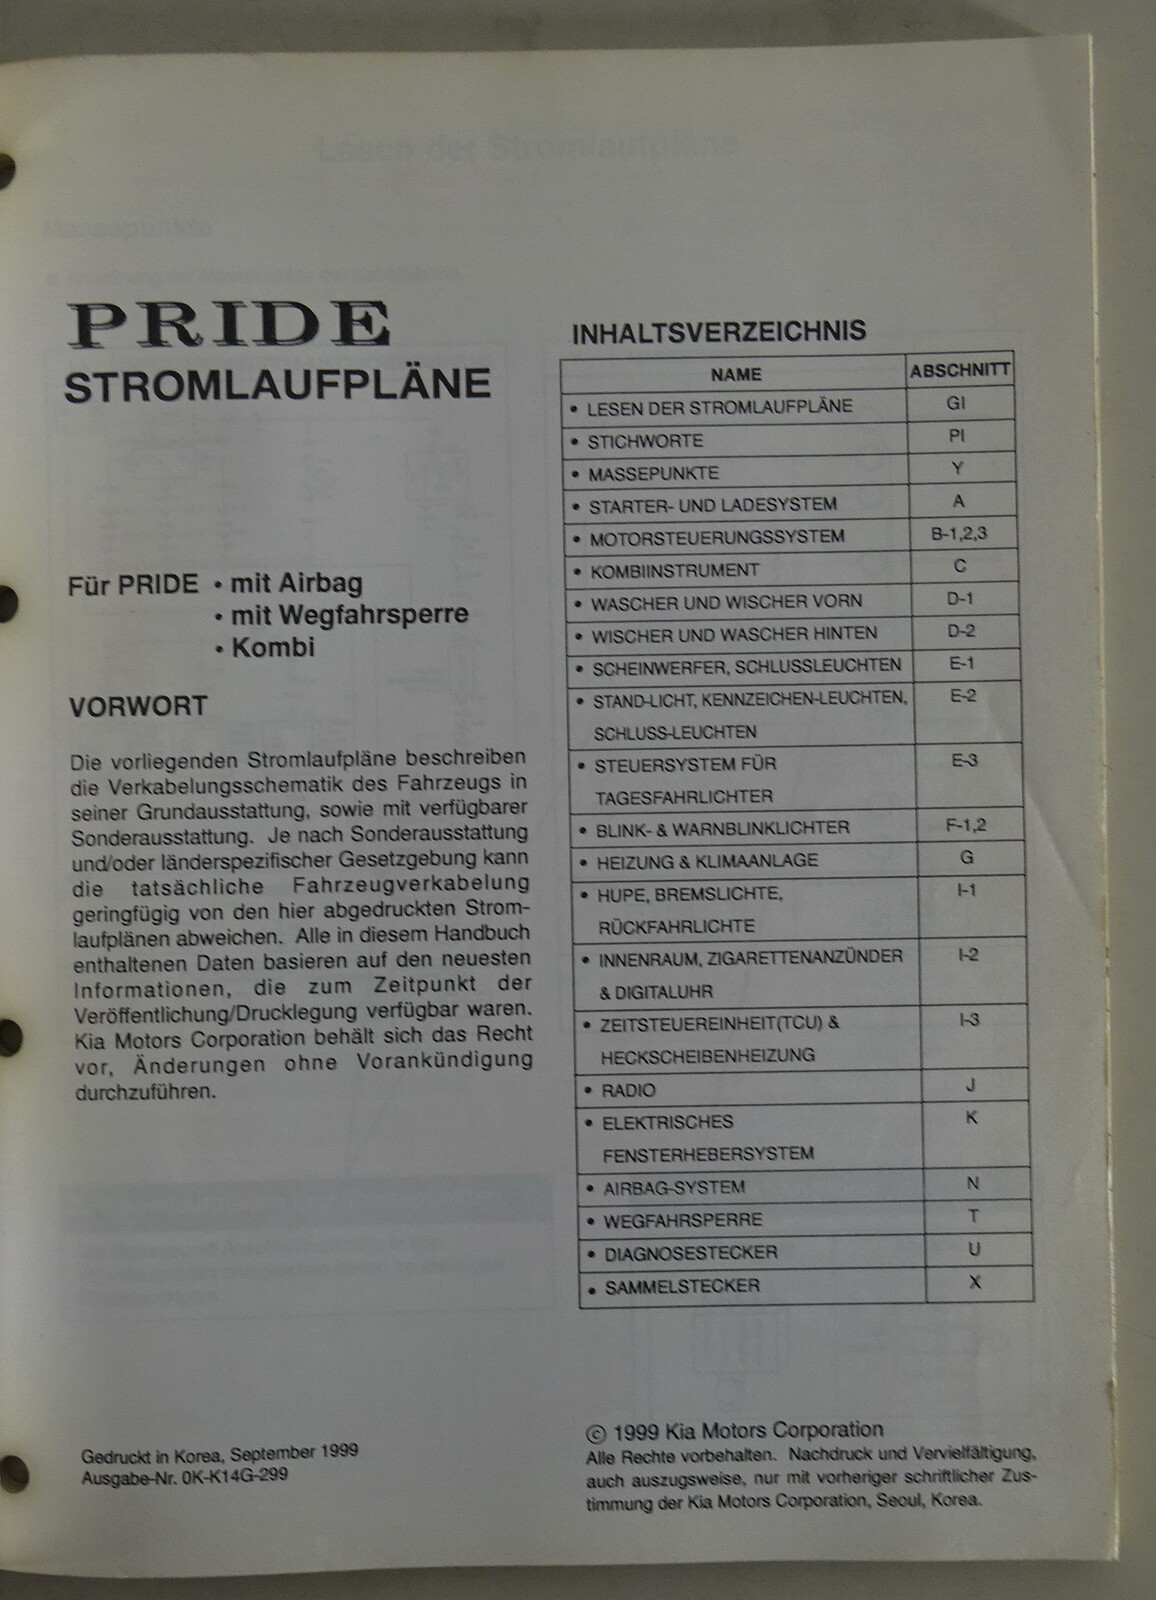 PRIDE
STROMLAUFPLÄNE
Für PRIDE • mit Airbag
• mit Wegfahrsperre
• Kombi
VORWORT
Die vorliegenden Stromlaufpläne beschreiben
die Verkabelungsschematik des Fahrzeugs in
seiner Grundausstattung, sowie mit verfügbarer
Sonderausstattung. Je nach Sonderausstattung
und/oder länderspezifischer Gesetzgebung kann
die tatsächliche Fahrzeugverkabelung
geringfügig von den hier abgedruckten Strom-
laufplänen abweichen. Alle in diesem Handbuch
enthaltenen Daten basieren auf den neuesten
Informationen, die zum Zeitpunkt der
Veröffentlichung/Drucklegung verfügbar waren.
Kia Motors Corporation behält sich das Recht
vor, Änderungen ohne Vorankündigung
durchzuführen.
Gedruckt in Korea, September 1999
Ausgabe-Nr. 0K-K14G-299
INHALTSVERZEICHNIS
NAME ABSCHNITT
• LESEN DER STROMLAUFPLÄNE GI
• STICHWORTE PI
• MASSEPUNKTE Y
• STARTER- UND LADESYSTEM A
• MOTORSTEUERUNGSSYSTEM B-1,2,3
• KOMBIINSTRUMENT C
• WASCHER UND WISCHER VORN D-1
• WISCHER UND WASCHER HINTEN D-2
• SCHEINWERFER, SCHLUSSLEUCHTEN E-1
• STAND-LICHT, KENNZEICHEN-LEUCHTEN, E-2
SCHLUSS-LEUCHTEN
• STEUERSYSTEM FÜR E-3
TAGESFAHRLICHTER
• BLINK- & WARNBLINKLICHTER F-1,2
• HEIZUNG & KLIMAANLAGE G
• HUPE, BREMSLICHTE, I-1
RÜCKFAHRLICHTE
• INNENRAUM, ZIGARETTENANZÜNDER I-2
& DIGITALUHR
• ZEITSTEUEREINHEIT(TCU) & I-3
HECKSCHEIBENHEIZUNG
• RADIO J
• ELEKTRISCHES K
FENSTERHEBERSYSTEM
• AIRBAG-SYSTEM N
• WEGFAHRSPERRE T
• DIAGNOSESTECKER U
• SAMMELSTECKER X
© 1999 Kia Motors Corporation
Alle Rechte vorbehalten. Nachdruck und Vervielfältigung,
auch auszugsweise, nur mit vorheriger schriftlicher Zus-
timmung der Kia Motors Corporation, Seoul, Korea.